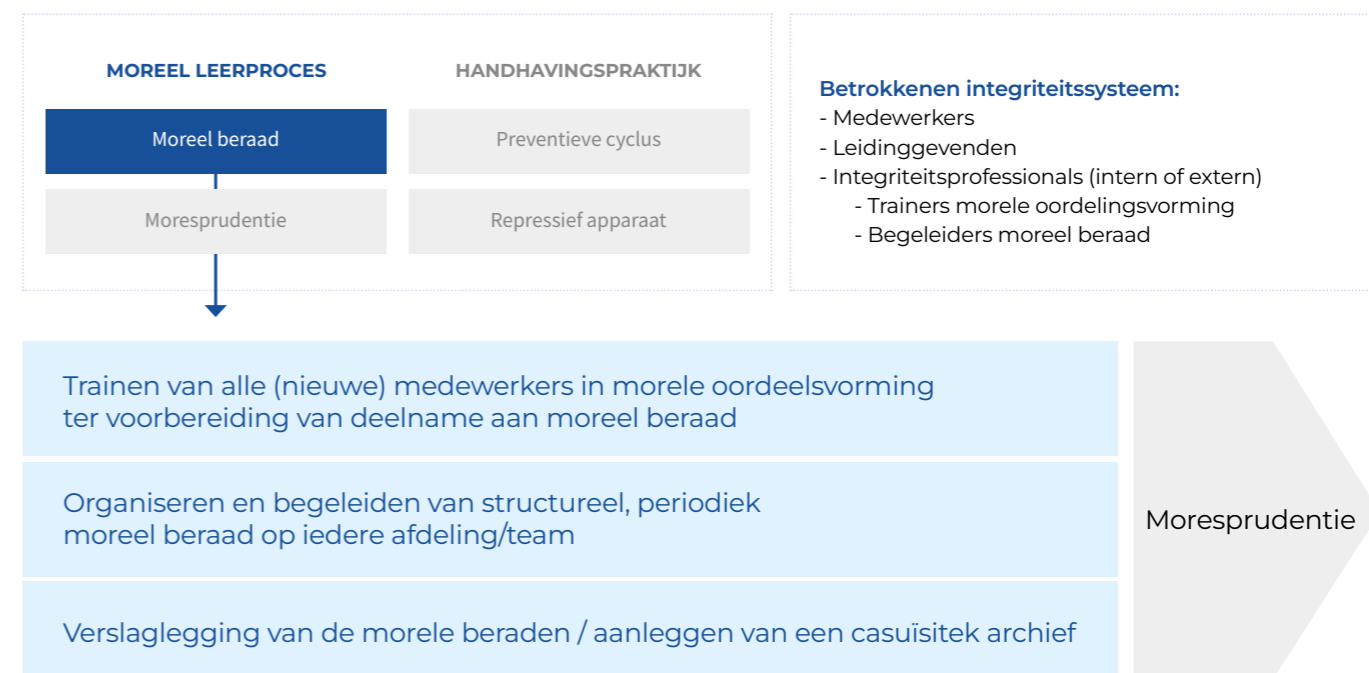 MOREEL LEERPROCES
HANDHAVINGSPRAKTIJK
Moreel beraad
Preventieve cyclus
Moresprudentie
Repressief apparaat
Betrokkenen integriteitssysteem:
- Medewerkers
- Leidinggevenden
- Integriteitsprofessionals (intern of extern)
- Trainers morele oordelingsvorming
- Begeleiders moreel beraad
Trainen van alle (nieuwe) medewerkers in morele oordeelsvorming
ter voorbereiding van deelname aan moreel beraad
Organiseren en begeleiden van structureel, periodiek
moreel beraad op iedere afdeling/team
Verslaglegging van de morele beraden / aanleggen van een casuïsitek archief
Moresprudentie